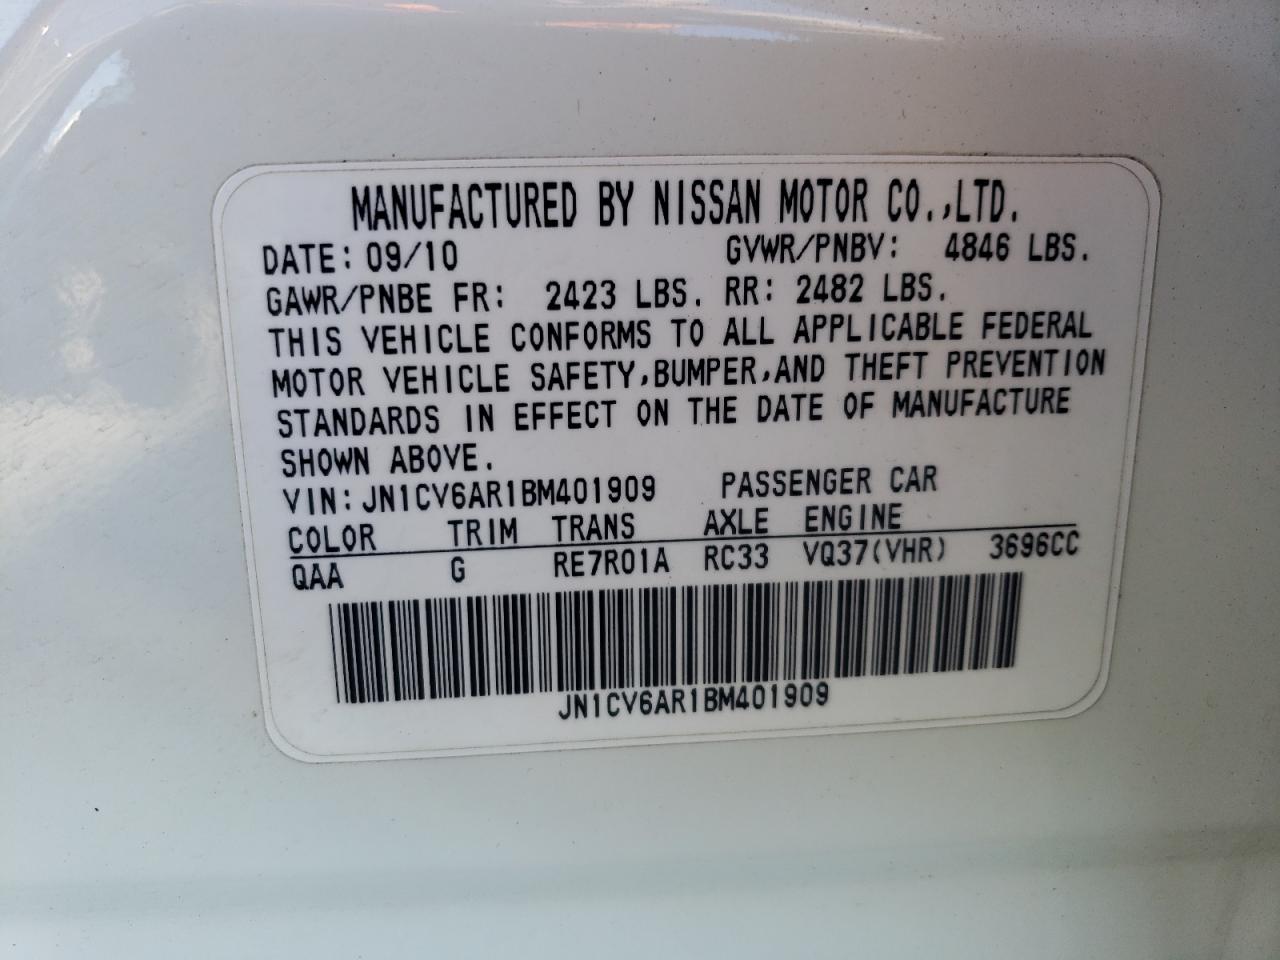 MANUFACTURED BY NISSAN MOTOR CO.,LTD.
DATE: 09/10 GVWR/PNBV: 4846 LBS.
GAWR/PNBE FR: 2423 LBS. RR: 2482 LBS.
THIS VEHICLE CONFORMS TO ALL APPLICABLE FEDERAL
MOTOR VEHICLE SAFETY,BUMPER,AND THEFT PREVENTION
STANDARDS IN EFFECT ON THE DATE OF MANUFACTURE
SHOWN ABOVE.
VIN:JN1CV6AR1BM401909 PASSENGER CAR
COLOR TRIM TRANS AXLE ENGINE
QAA G RE7R01A RC33 VQ37(VHR) 3696CC
JN1CV6AR1BM401909